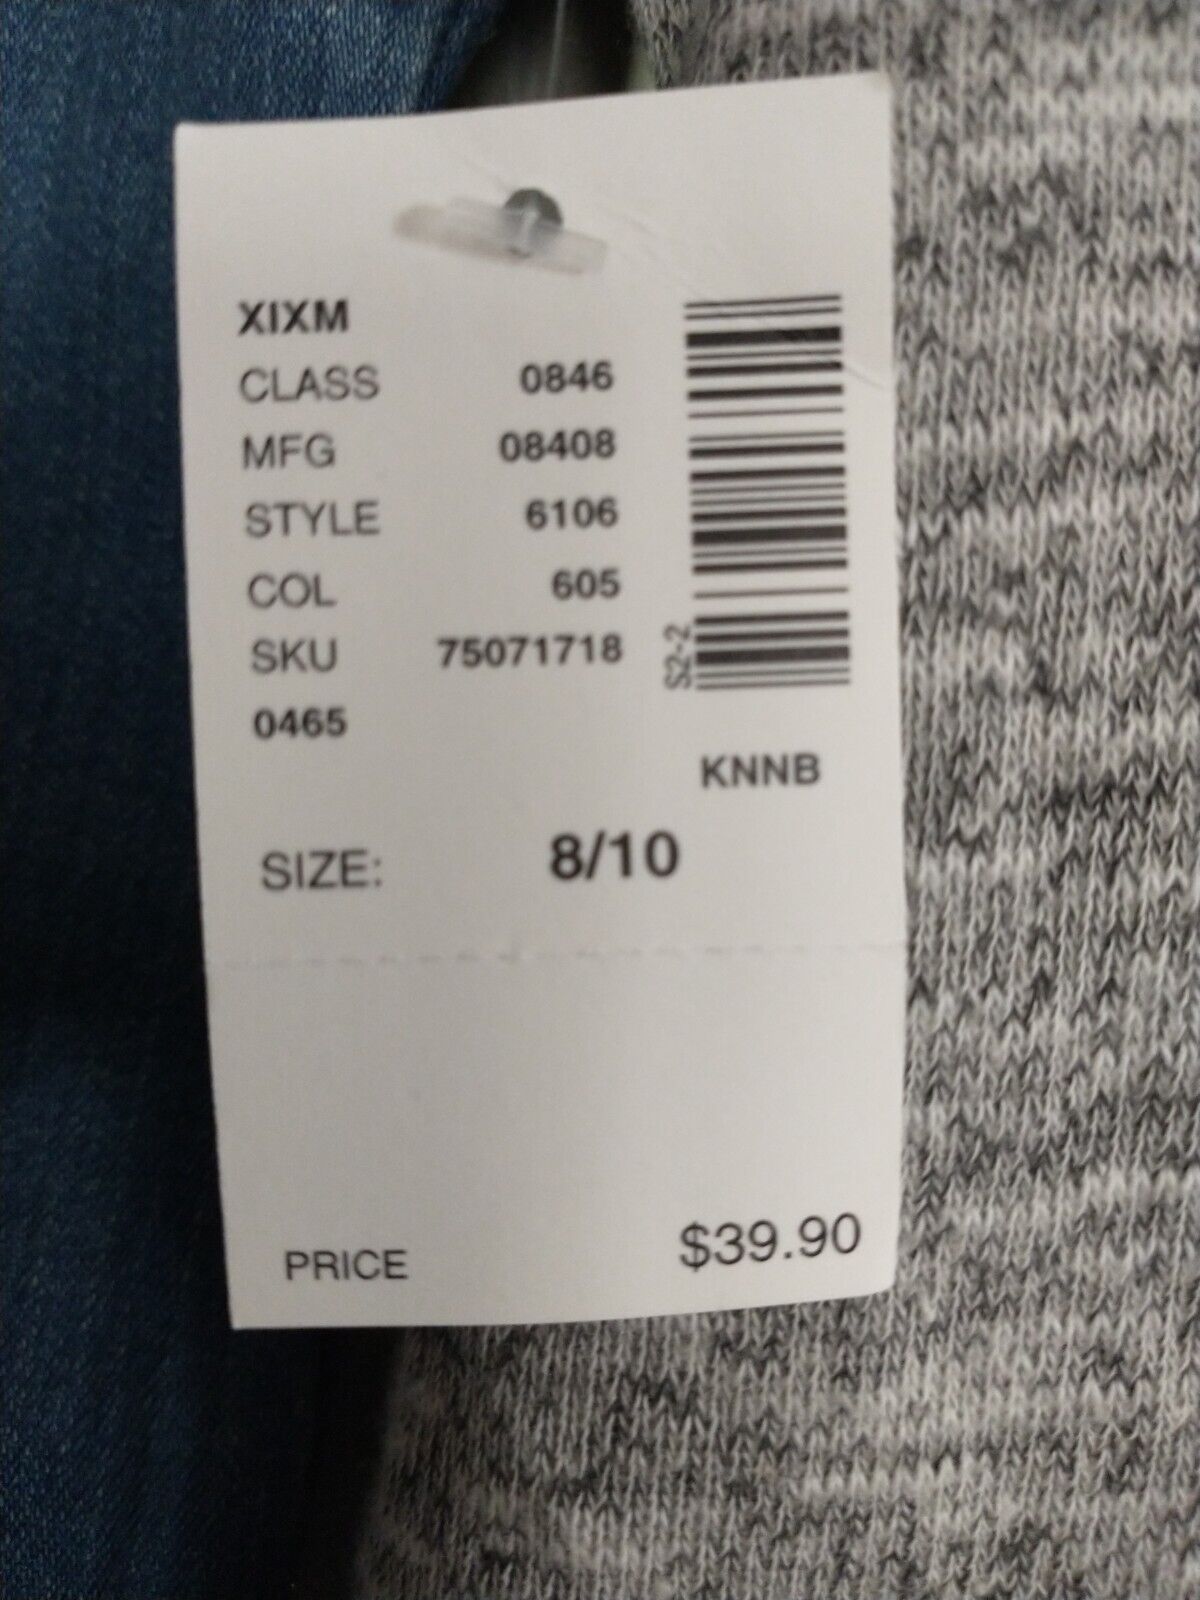 XIXM
CLASS 0846
MFG 08408
STYLE 6106
COL 605
SKU 75071718
0465
S2-2
KNNB
SIZE: 8/10
PRICE $39.90